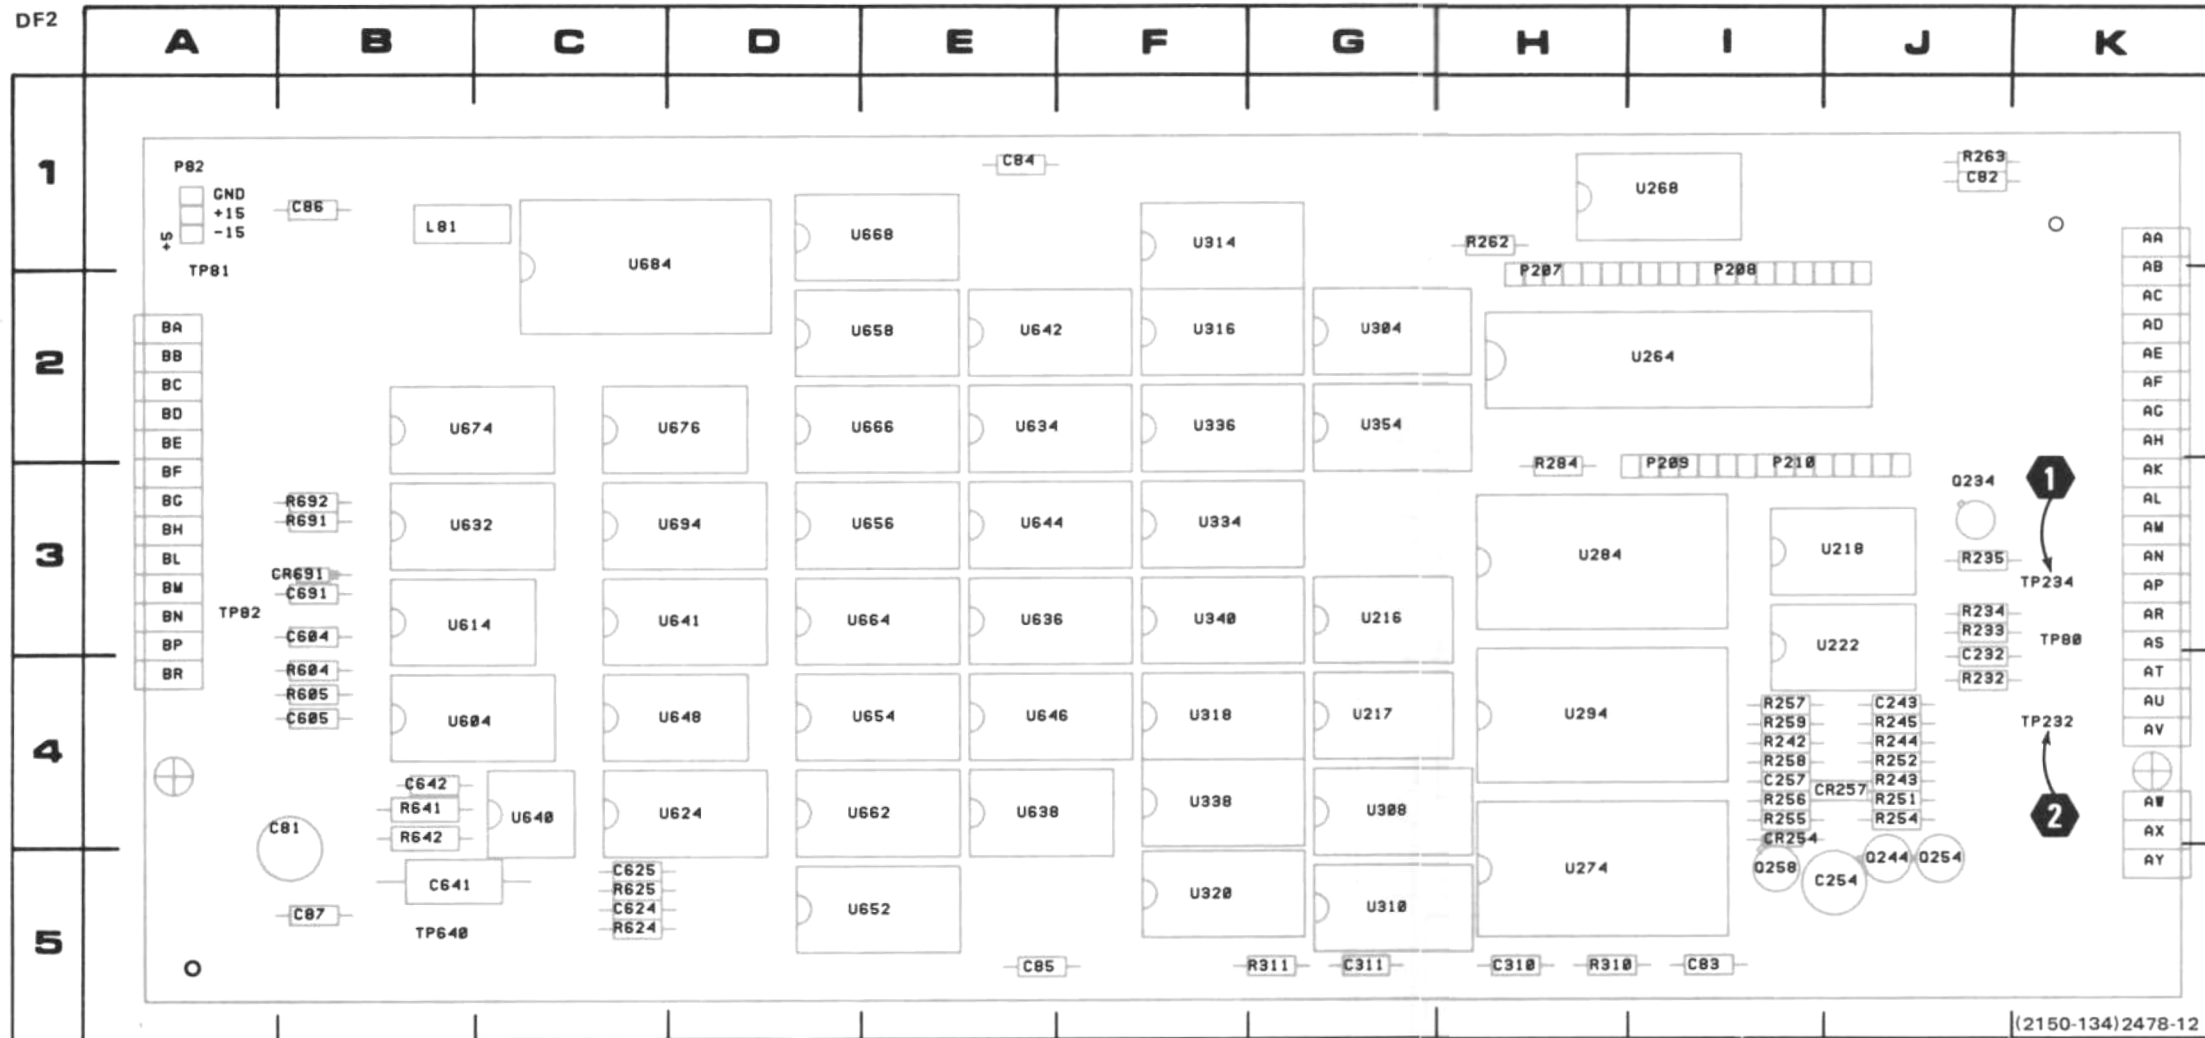 DF2
A B C D E F G H I J K
1
P82 C84 R263
U268 C82
GND
C86 +15 L81 U668 U314 R262 AA
-15
+5
TP81 U684 P207 P208 AB
AC
BA U658 U642 U316 U304 AD
2
BB U264 AE
BC AF
BD U674 U676 U666 U634 U336 U354 AG
BE AH
BF R284 P209 P210 AK
Q234 1
BG R692 AL
BH R691 U632 U694 U656 U644 U334 AM
3
BL U284 U218 R235 AN
BM CR691 TP234 AP
C691
BN TP82 U614 U641 U664 U636 U340 U216 R234 AR
BP C604 U222 R233 TP80 AS
C232
BR R604 R232 AT
R605 R257 C243 AU
C605 U604 U648 U654 U646 U318 U217 U294 R259 R245 TP232 AV
4
R242 R244
R258 R252
C642 C257 R243
CR257
R641 U640 U624 U662 U638 U338 U308 R256 R251 AW
R255 R254 2
C81 R642 CR254 AX
C625 U274 Q258 Q244 Q254 AY
C641 R625 C254
C87 C624 U652 U320 U310
TP640 R624
5
C85 R311 C311 C310 R310 C83
(2150-134)2478-12